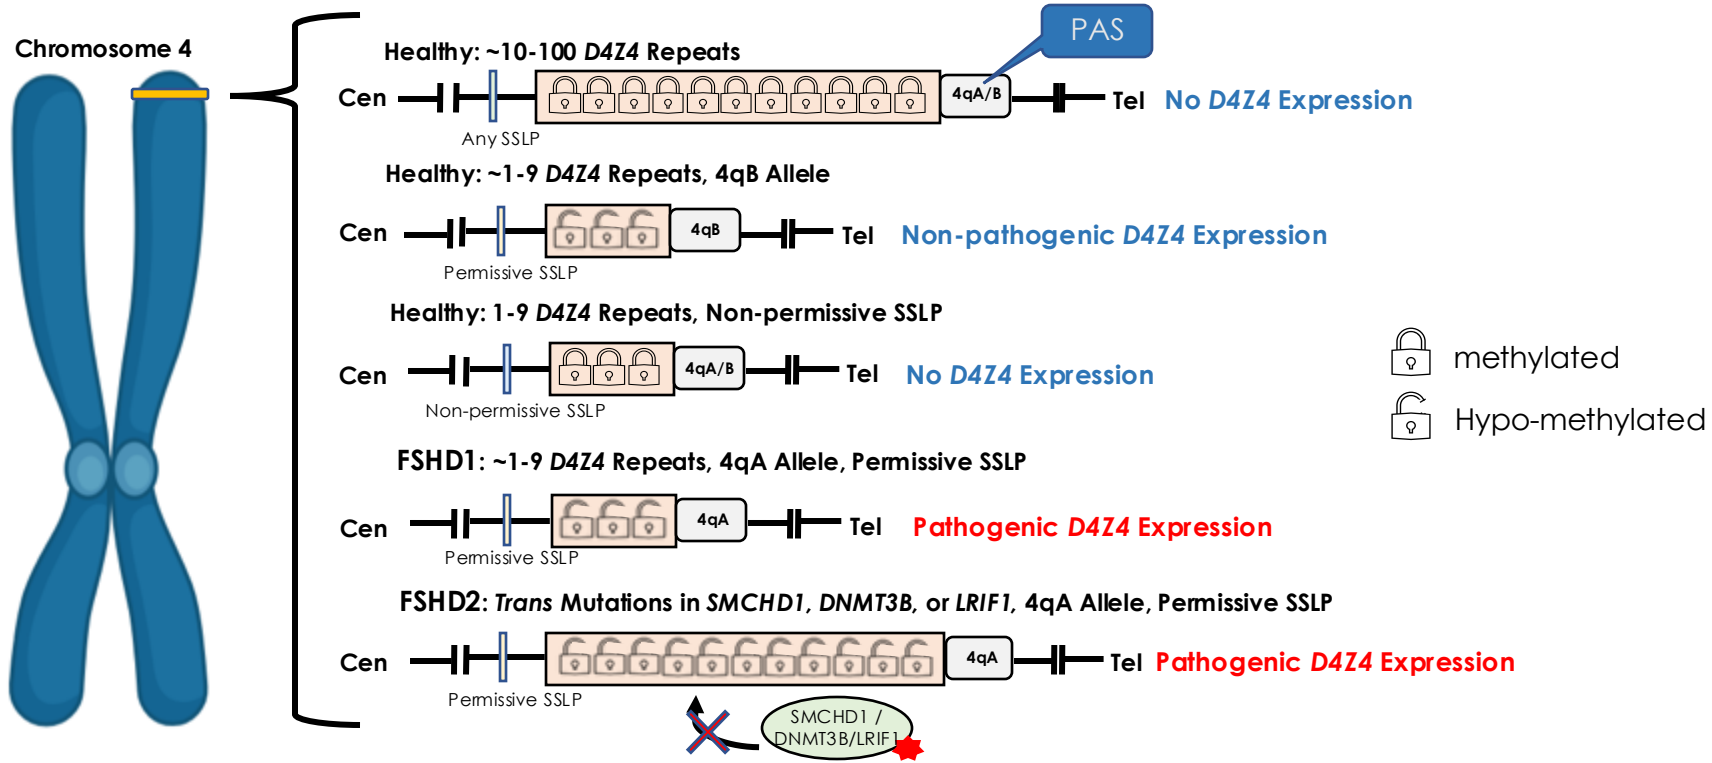 Chromosome 4
PAS
Healthy: ~10-100 D4Z4 Repeats
Cen
4qA/B
Tel
No D4Z4 Expression
Any SSLP
Healthy: ~1-9 D4Z4 Repeats, 4qB Allele
Cen
4qB
Tel
Non-pathogenic D4Z4 Expression
Permissive SSLP
Healthy: 1-9 D4Z4 Repeats, Non-permissive SSLP
Cen
4qA/B
Tel
No D4Z4 Expression
Non-permissive SSLP
methylated
Hypo-methylated
FSHD1: ~1-9 D4Z4 Repeats, 4qA Allele, Permissive SSLP
Cen
4qA
Tel
Pathogenic D4Z4 Expression
Permissive SSLP
FSHD2: Trans Mutations in SMCHD1, DNMT3B, or LRIF1, 4qA Allele, Permissive SSLP
Cen
4qA
Tel
Pathogenic D4Z4 Expression
Permissive SSLP
SMCHD1 /
DNMT3B/LRIF1